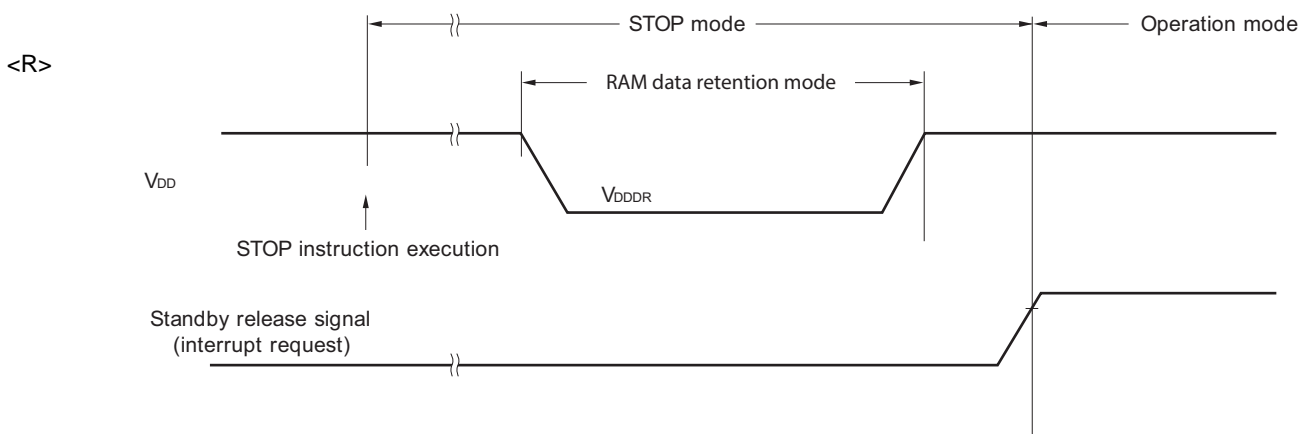 STOP mode
Operation mode
<R>
RAM data retention mode
VDD
VDDDR
STOP instruction execution
Standby release signal
(interrupt request)